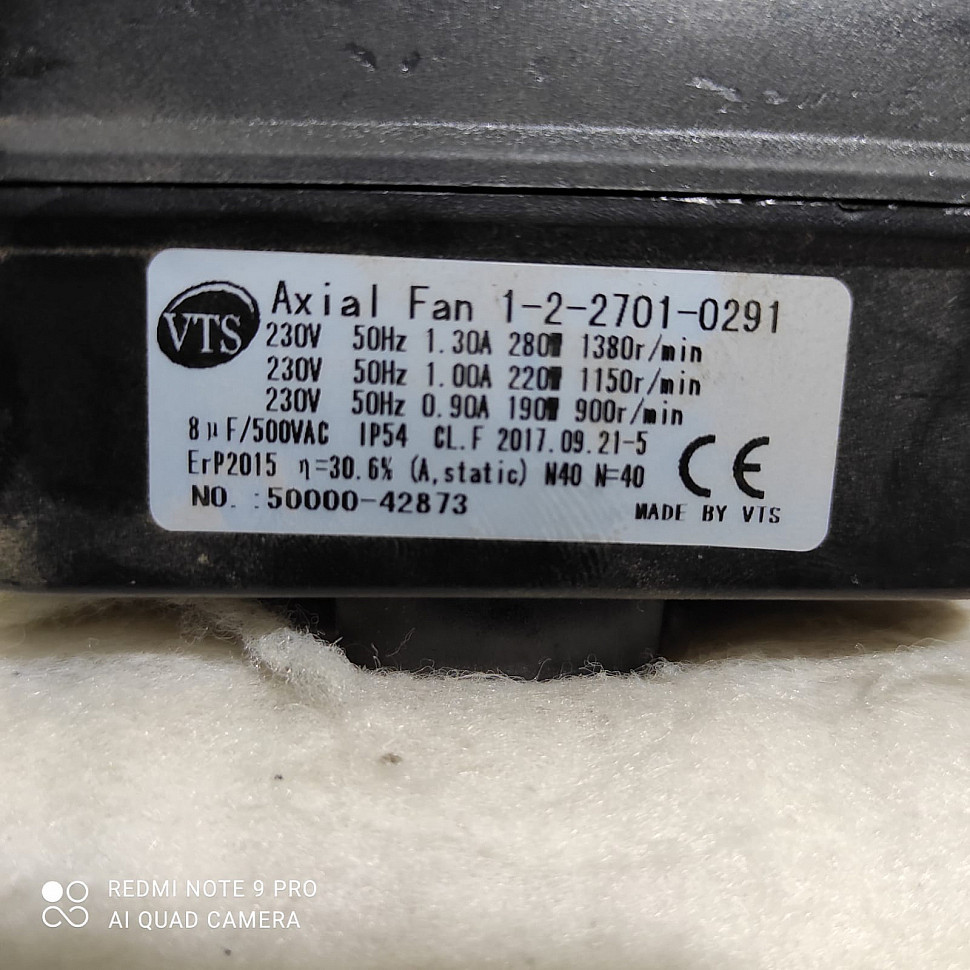 VTS
Axial Fan 1-2-2701-0291
230V 50Hz 1.30A 280W 1380r/min
230V 50Hz 1.00A 220W 1150r/min
230V 50Hz 0.90A 190W 900r/min
8μF/500VAC IP54 CL.F 2017.09.21-5
ErP2015 η=30.6% (A,static) N40 N=40
CE
NO. :50000-42873
MADE BY VTS
REDMI NOTE 9 PRO
AI QUAD CAMERA